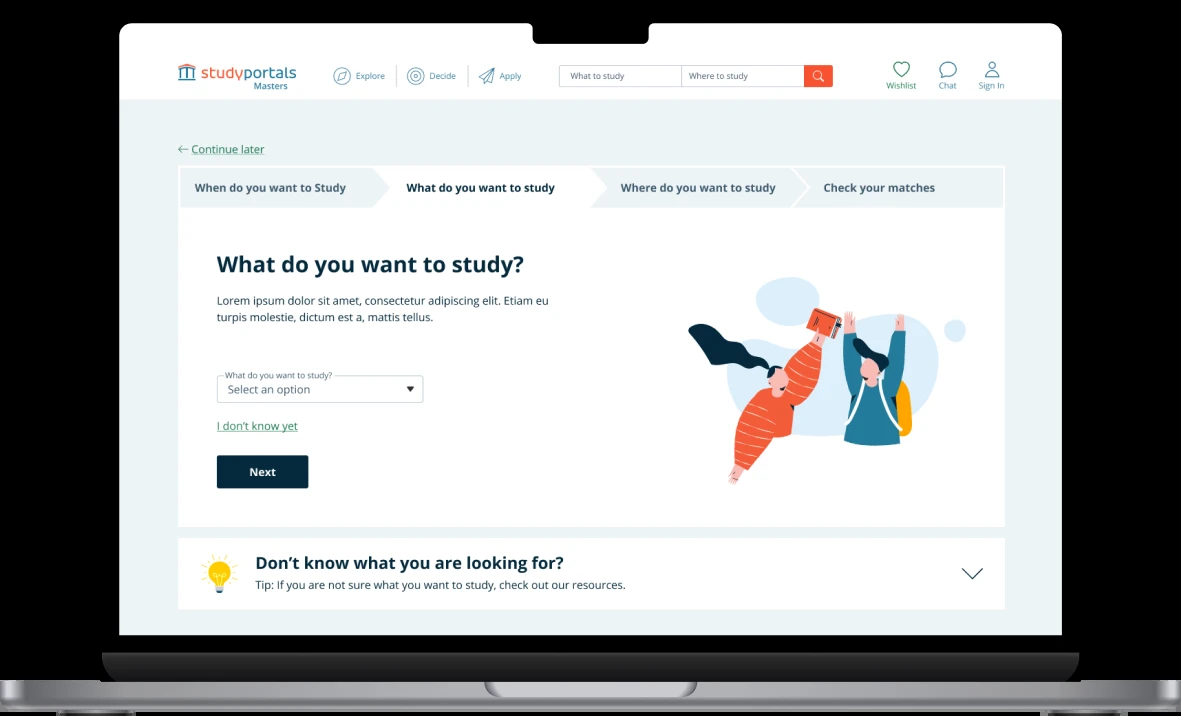 studyportals
Masters
Explore
Decide
Apply
What to study
Where to study
Wishlist
Chat
Sign In
← Continue later
When do you want to Study
What do you want to study
Where do you want to study
Check your matches
What do you want to study?
Lorem ipsum dolor sit amet, consectetur adipiscing elit. Etiam eu
turpis molestie, dictum est a, mattis tellus.
What do you want to study?
Select an option
I don’t know yet
Next
Don’t know what you are looking for?
Tip: If you are not sure what you want to study, check out our resources.